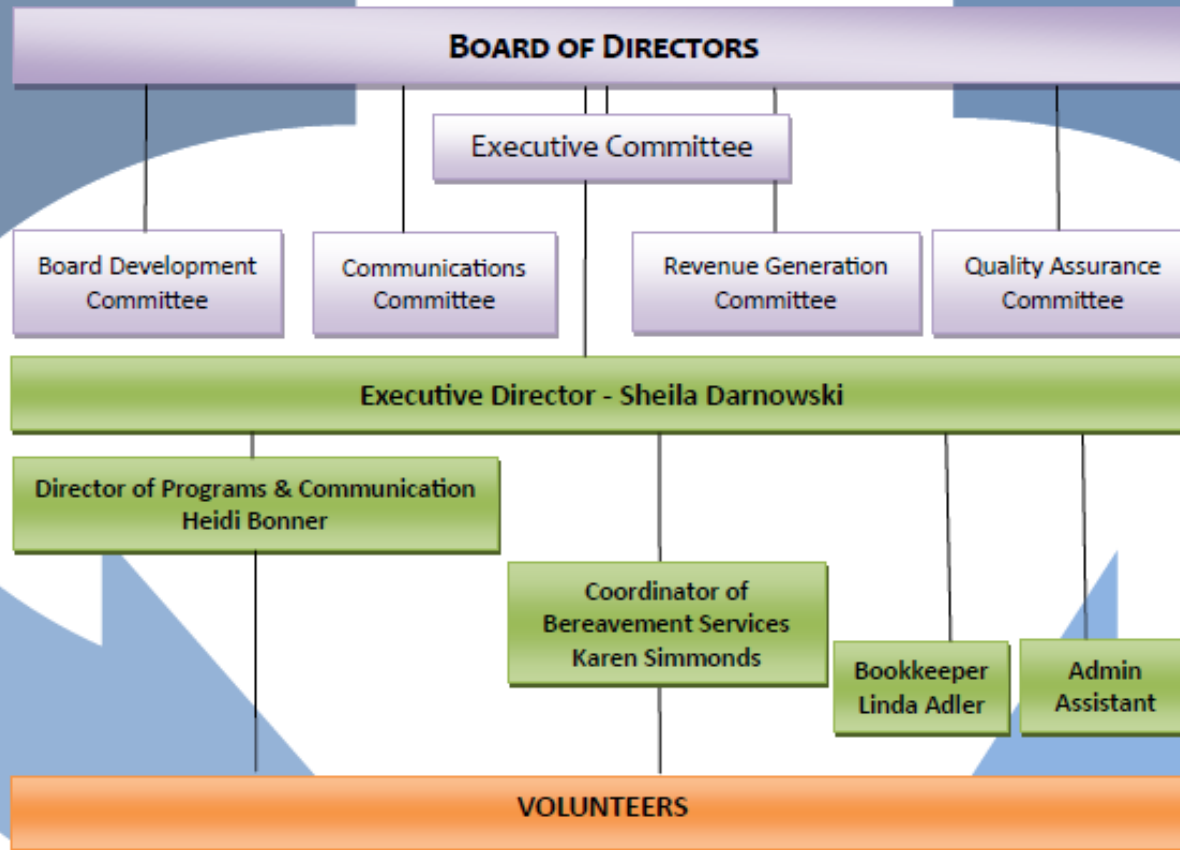 BOARD OF DIRECTORS
Executive Committee
Board Development
Committee
Communications
Committee
Revenue Generation
Committee
Quality Assurance
Committee
Executive Director - Sheila Darnowski
Director of Programs & Communication
Heidi Bonner
Coordinator of
Bereavement Services
Karen Simmonds
Bookkeeper
Linda Adler
Admin
Assistant
VOLUNTEERS